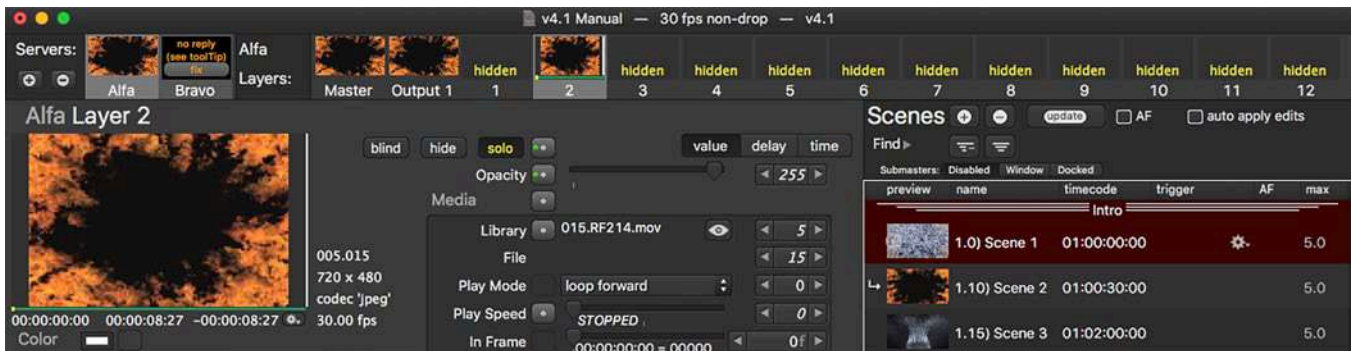 v4.1 Manual — 30 fps non-drop — v4.1
Servers:
no reply
(see toolTip)
fix
Alfa
Bravo
Alfa
Layers:
Master
Output 1
hidden
1
2
hidden
3
hidden
4
hidden
5
hidden
6
hidden
7
hidden
8
hidden
9
hidden
10
hidden
11
hidden
12
Alfa Layer 2
00:00:00:00 00:00:08:27 -00:00:08:27
Color
005.015
720 x 480
codec 'jpeg'
30.00 fps
blind hide solo
value delay time
Opacity 255
Media
Library 015.RF214.mov 5
File 15
Play Mode loop forward 0
Play Speed STOPPED 0
In Frame 00:00:00:00 = 00000 0f
Scenes update AF auto apply edits
Find
Submasters: Disabled Window Docked
preview name timecode trigger AF max
Intro
1.0) Scene 1 01:00:00:00 5.0
1.10) Scene 2 01:00:30:00 5.0
1.15) Scene 3 01:02:00:00 5.0